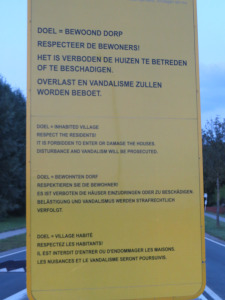 DOEL = BEWOOND DORP
RESPECTEER DE BEWONERS!
HET IS VERBODEN DE HUIZEN TE BETREDEN
OF TE BESCHADIGEN.
OVERLAST EN VANDALISME ZULLEN
WORDEN BEBOET.
DOEL = INHABITED VILLAGE
RESPECT THE RESIDENTS!
IT IS FORBIDDEN TO ENTER OR DAMAGE THE HOUSES.
DISTURBANCE AND VANDALISM WILL BE PROSECUTED.
DOEL = BEWOHNTEN DORF
RESPEKTIEREN SIE DIE BEWOHNER!
ES IST VERBOTEN DIE HÄUSER EINZUDRINGEN ODER ZU BESCHÄDIGEN.
BELÄSTIGUNG UND VANDALISMUS WERDEN STRAFRECHTLICH
VERFOLGT.
DOEL = VILLAGE HABITÉ
RESPECTEZ LES HABITANTS!
IL EST INTERDIT D'ENTRER OU D'ENDOMMAGER LES MAISONS.
LES NUISANCES ET LE VANDALISME SERONT POURSUIVIS.